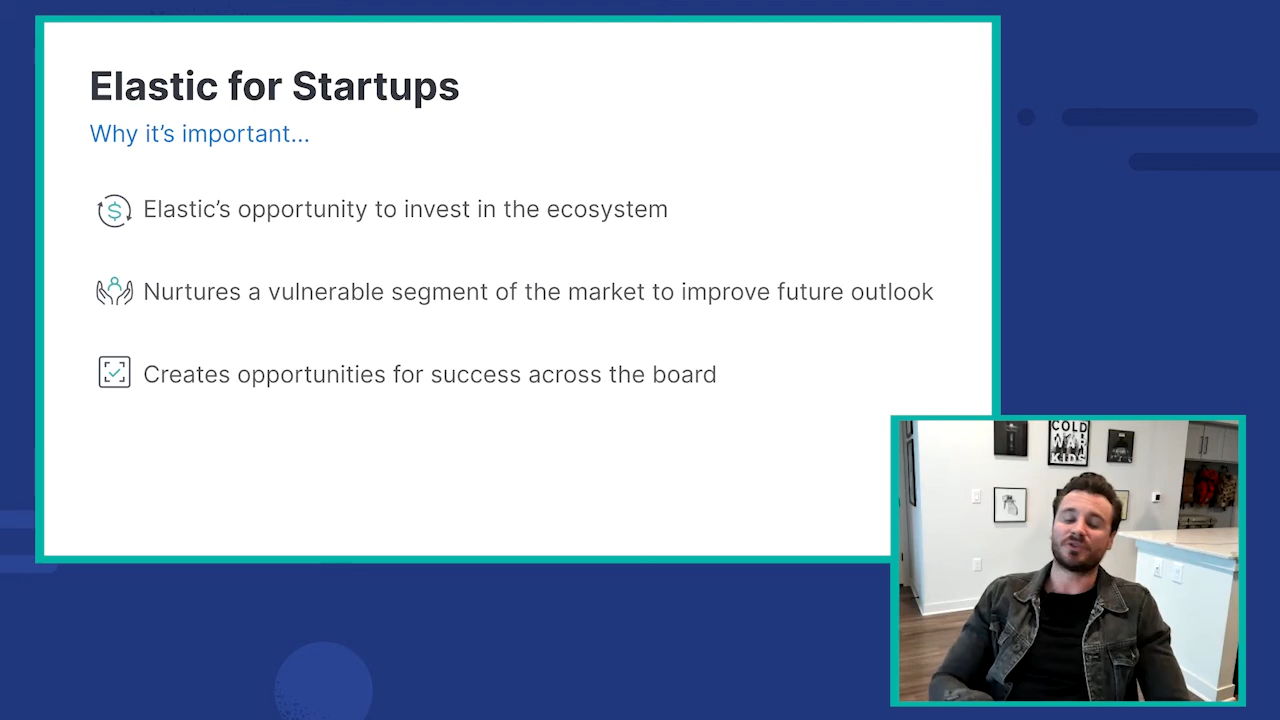 Elastic for Startups
Why it's important...
Elastic's opportunity to invest in the ecosystem
Nurtures a vulnerable segment of the market to improve future outlook
Creates opportunities for success across the board
COLD
WAR
KIDS